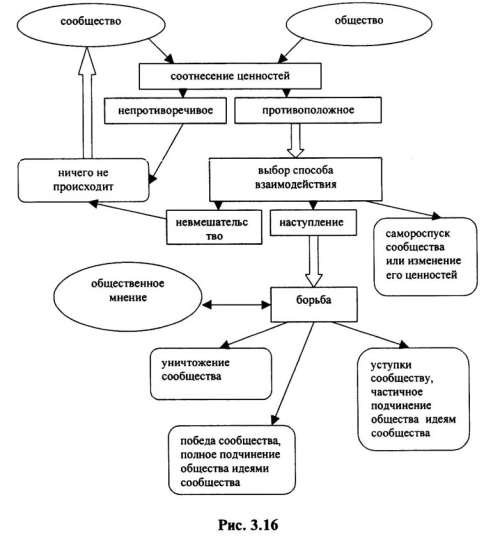 сообщество
общество
соотнесение ценностей
непротиворечивое
противоположное
ничего не
происходит
выбор способа
взаимодействия
невмешательс
тво
наступление
самороспуск
сообщества
или изменение
его ценностей
общественное
мнение
борьба
уничтожение
сообщества
уступки
сообществу,
частичное
подчинение
общества идеям
сообщества
победа сообщества,
полное подчинение
общества идеями
сообщества
Рис. 3.16